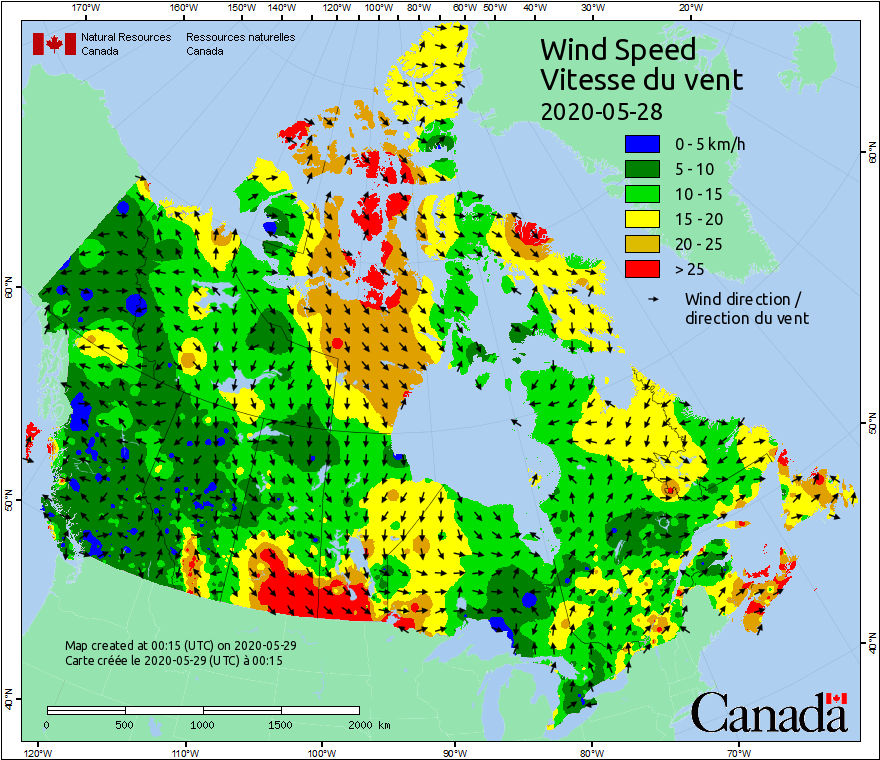 170°W 160°W 150°W 140°W 130°W 120°W 110°W 100°W 90°W 80°W 70°W 60°W 50°W 40°W 30°W 20°W
Natural Resources Ressources naturelles
Canada Canada
Wind Speed
Vitesse du vent
2020-05-28
0 - 5 km/h
5 - 10
10 - 15
15 - 20
20 - 25
> 25
Wind direction /
direction du vent
60°N
60°N
50°N
50°N
40°N
40°N
Map created at 00:15 (UTC) on 2020-05-29
Carte créée le 2020-05-29 (UTC) à 00:15
0 500 1000 1500 2000 km
Canada
120°W 110°W 100°W 90°W 80°W 70°W